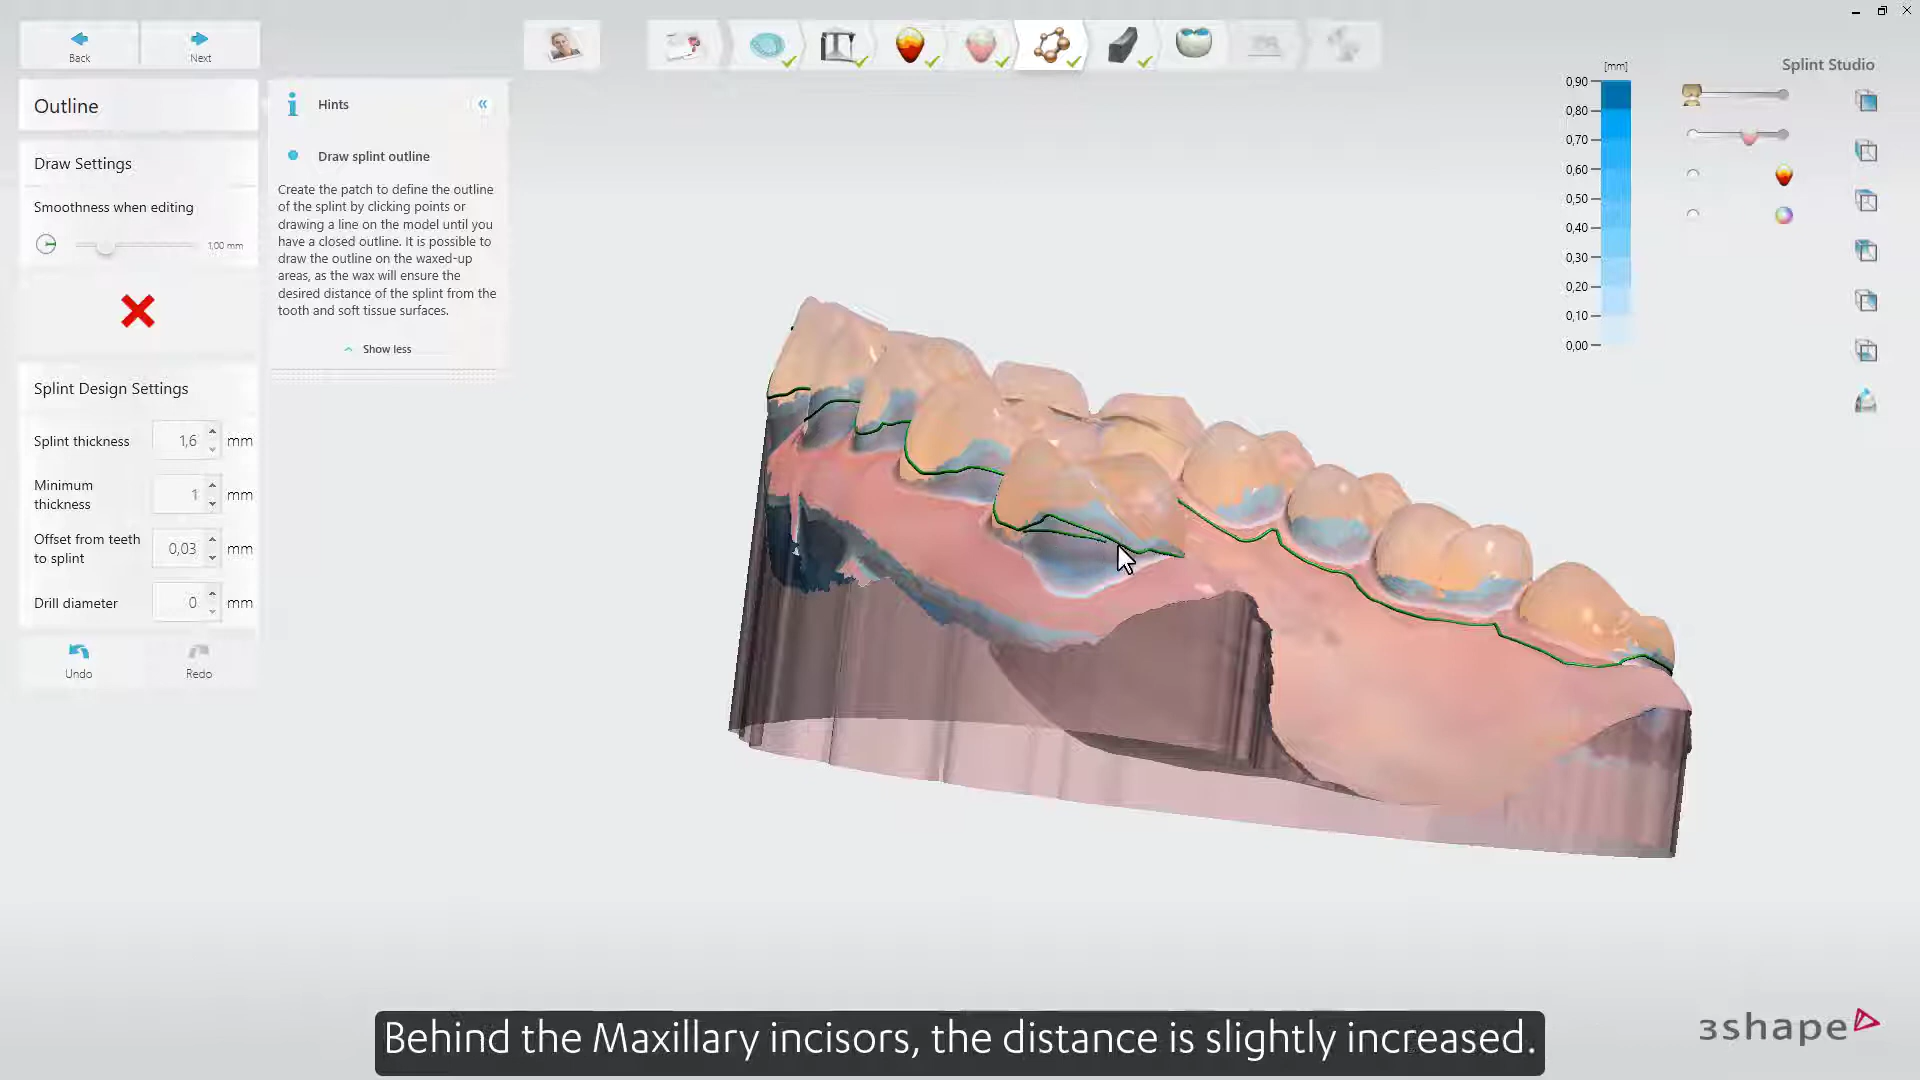 Back
Next
Outline
Draw Settings
Smoothness when editing
1,00 mm
Splint Design Settings
Splint thickness
1,6
mm
Minimum
thickness
1
mm
Offset from teeth
to splint
0,03
mm
Drill diameter
0
mm
Undo
Redo
Hints
Draw splint outline
Create the patch to define the outline
of the splint by clicking points or
drawing a line on the model until you
have a closed outline. It is possible to
draw the outline on the waxed-up
areas, as the wax will ensure the
desired distance of the splint from the
tooth and soft tissue surfaces.
Show less
[mm]
0,90
0,80
0,70
0,60
0,50
0,40
0,30
0,20
0,10
0,00
Splint Studio
Behind the Maxillary incisors, the distance is slightly increased.
3shape